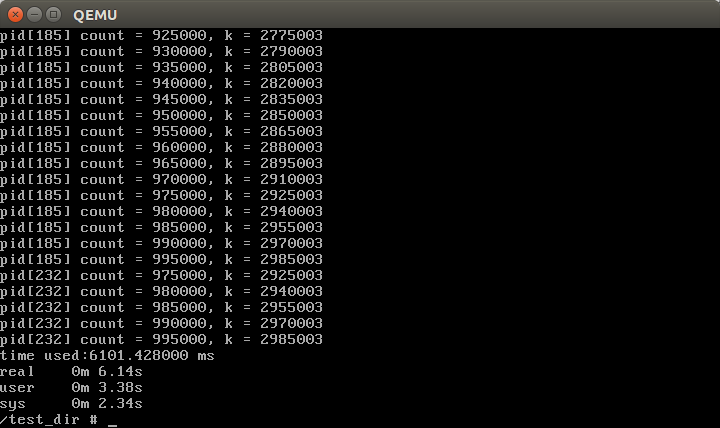 QEMU
pid[185] count = 925000, k = 2775003
pid[185] count = 930000, k = 2790003
pid[185] count = 935000, k = 2805003
pid[185] count = 940000, k = 2820003
pid[185] count = 945000, k = 2835003
pid[185] count = 950000, k = 2850003
pid[185] count = 955000, k = 2865003
pid[185] count = 960000, k = 2880003
pid[185] count = 965000, k = 2895003
pid[185] count = 970000, k = 2910003
pid[185] count = 975000, k = 2925003
pid[185] count = 980000, k = 2940003
pid[185] count = 985000, k = 2955003
pid[185] count = 990000, k = 2970003
pid[185] count = 995000, k = 2985003
pid[232] count = 975000, k = 2925003
pid[232] count = 980000, k = 2940003
pid[232] count = 985000, k = 2955003
pid[232] count = 990000, k = 2970003
pid[232] count = 995000, k = 2985003
time used:6101.428000 ms
real    0m 6.14s
user    0m 3.38s
sys     0m 2.34s
/test_dir # _